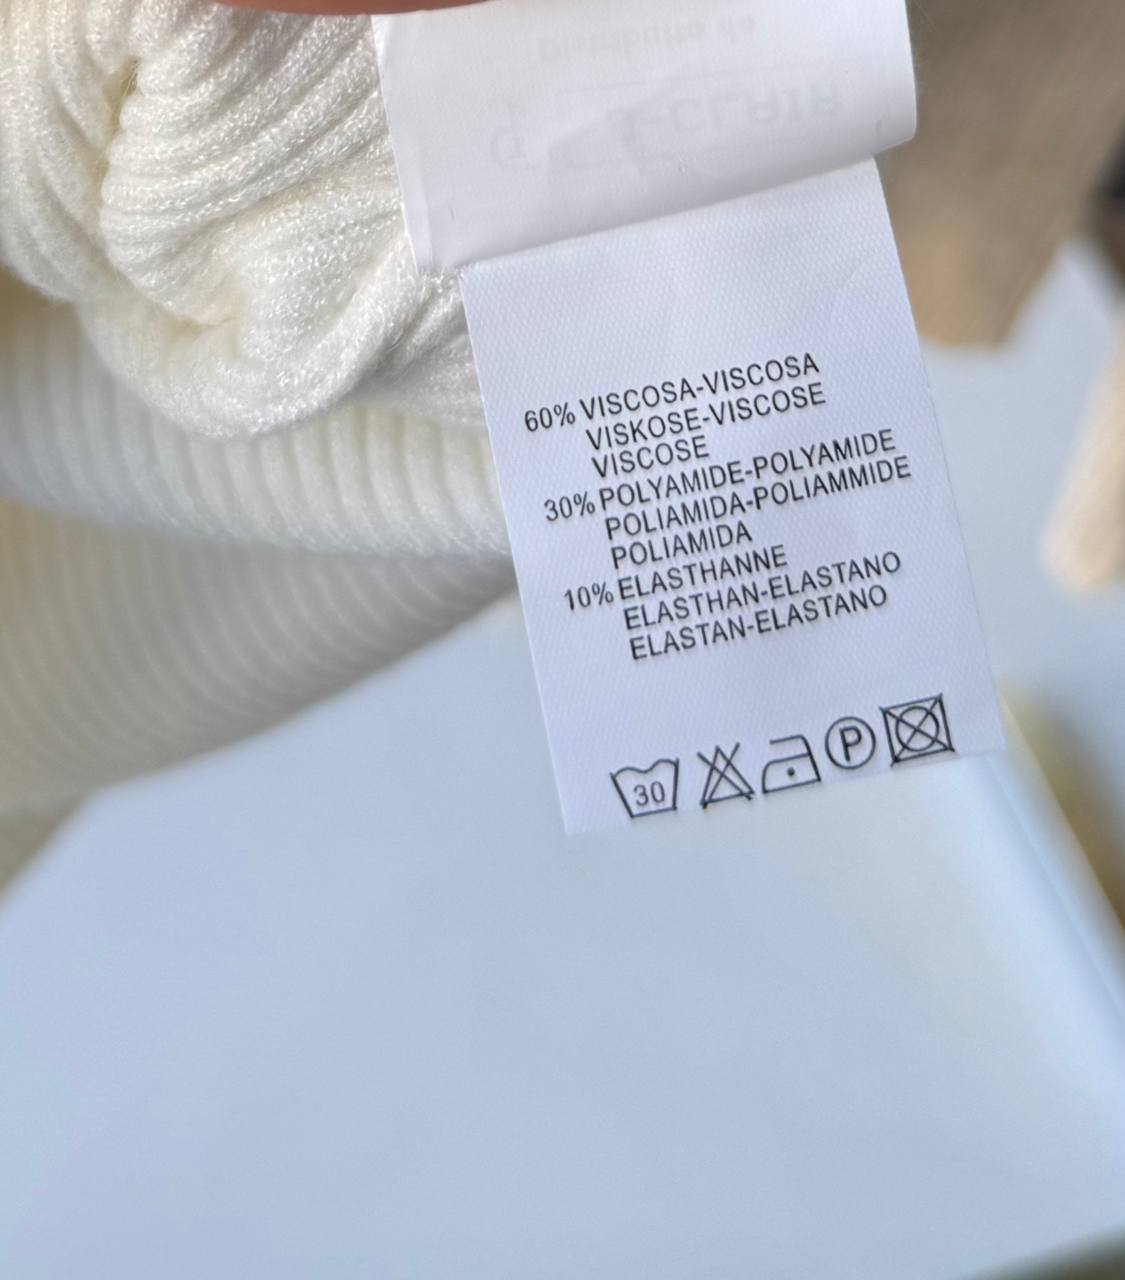 60% VISCOSA-VISCOSA
VISKOSE-VISCOSE
VISCOSE
30% POLYAMIDE-POLYAMIDE
POLIAMIDA-POLIAMMIDE
POLIAMIDA
10% ELASTHANNE
ELASTHAN-ELASTANO
ELASTAN-ELASTANO
30 P